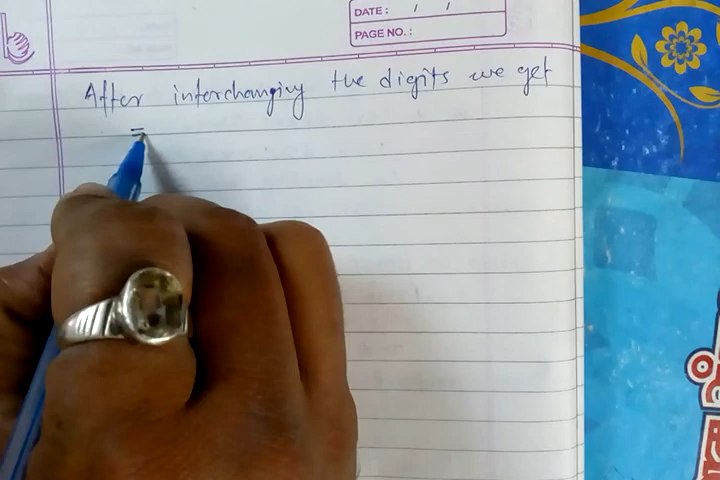 DATE : / /
PAGE NO. :
After interchanging the digits we get
=